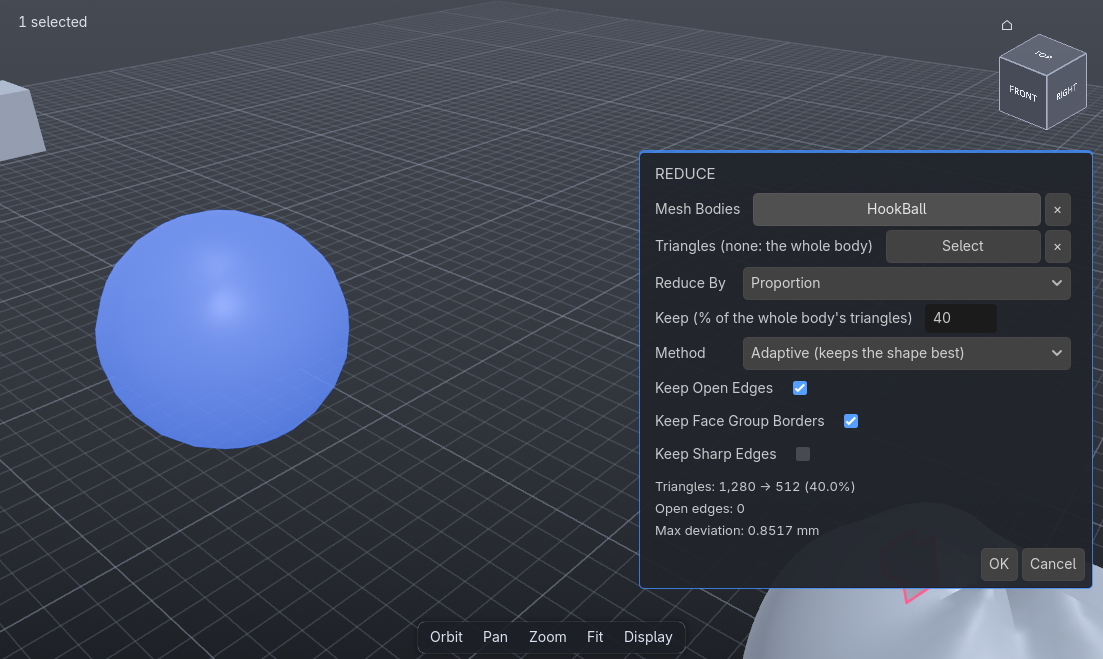 1 selected
TOP
FRONT
RIGHT
REDUCE
Mesh Bodies
HookBall
×
Triangles (none: the whole body)
Select
×
Reduce By
Proportion
Keep (% of the whole body's triangles)
40
Method
Adaptive (keeps the shape best)
Keep Open Edges
Keep Face Group Borders
Keep Sharp Edges
Triangles: 1,280 → 512 (40.0%)
Open edges: 0
Max deviation: 0.8517 mm
OK
Cancel
Orbit
Pan
Zoom
Fit
Display